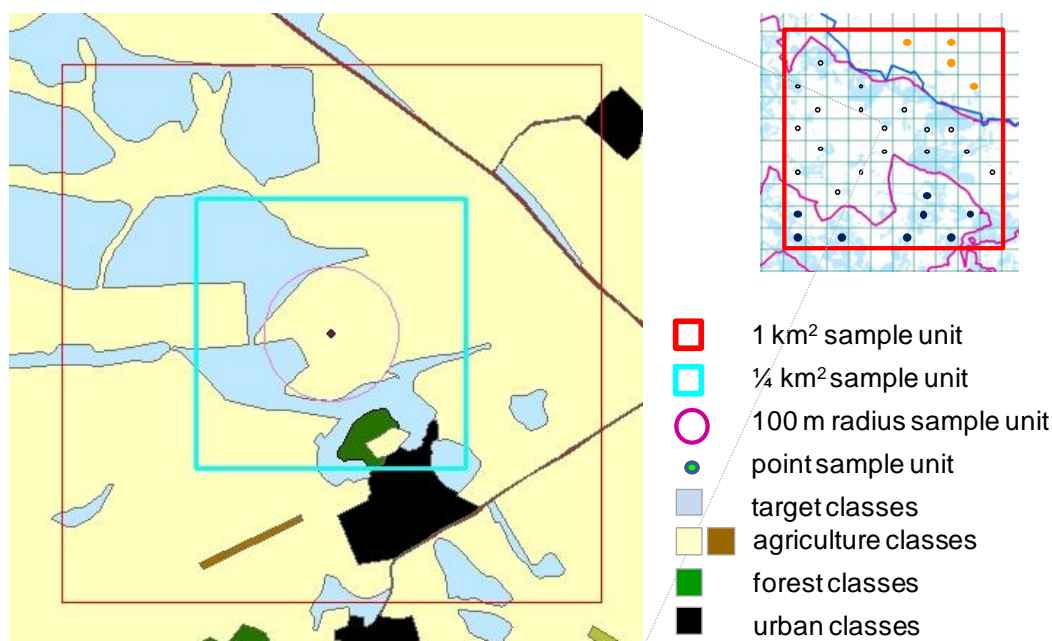 1 km² sample unit
¼ km² sample unit
100 m radius sample unit
point sample unit
target classes
agriculture classes
forest classes
urban classes